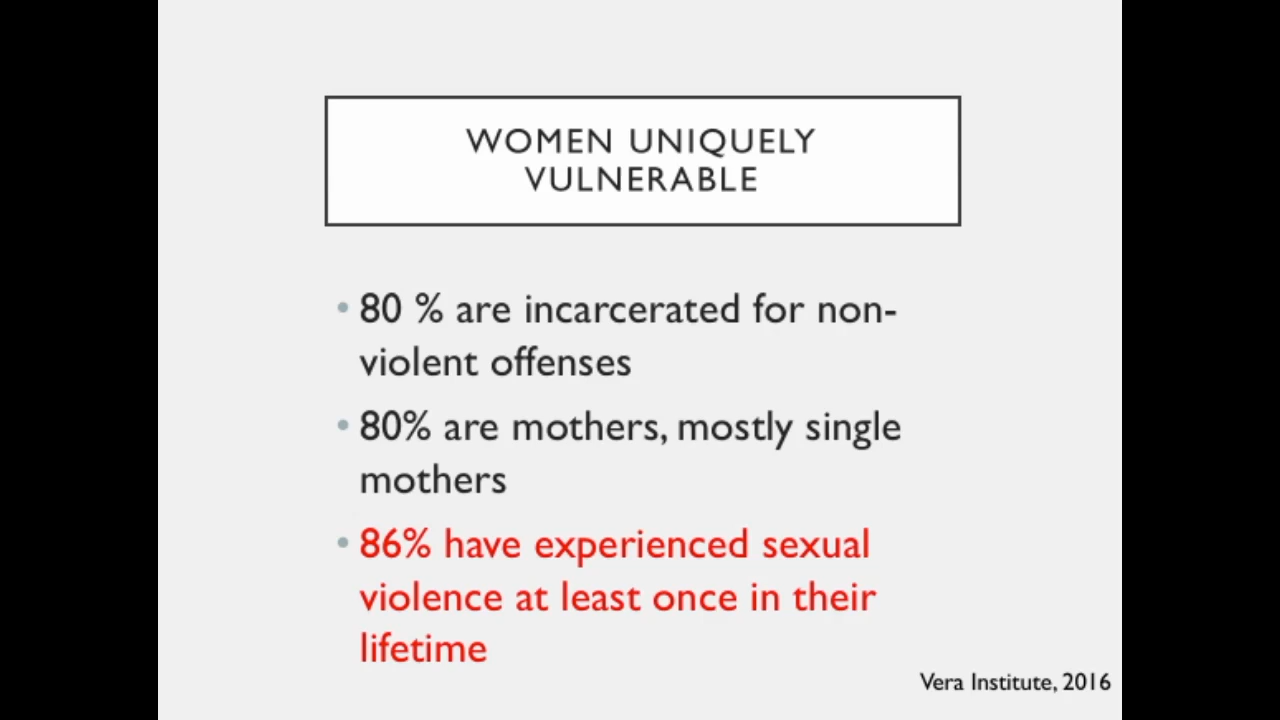 WOMEN UNIQUELY
VULNERABLE
• 80 % are incarcerated for non-
violent offenses
• 80% are mothers, mostly single
mothers
• 86% have experienced sexual
violence at least once in their
lifetime
Vera Institute, 2016